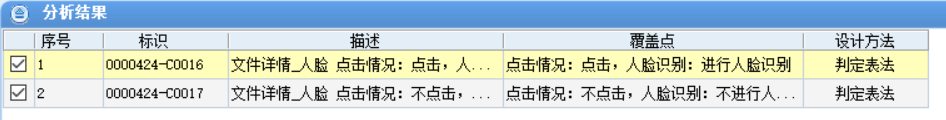 分析结果
序号 标识 描述 覆盖点 设计方法
1 0000424-C0016 文件详情_人脸 点击情况：点击，人... 点击情况：点击，人脸识别：进行人脸识别 判定表法
2 0000424-C0017 文件详情_人脸 点击情况：不点击，... 点击情况：不点击，人脸识别：不进行人... 判定表法